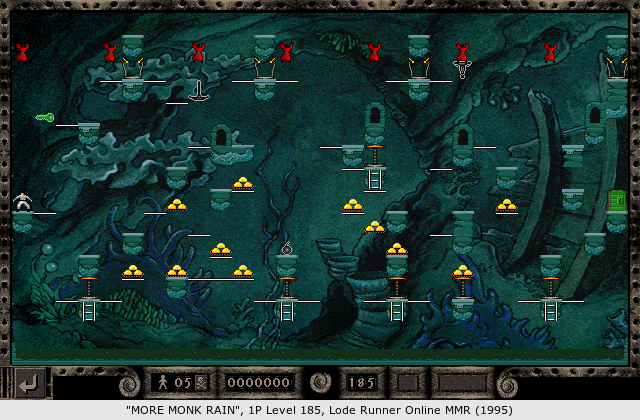 05 0000000 185
"MORE MONK RAIN", 1P Level 185, Lode Runner Online MMR (1995)